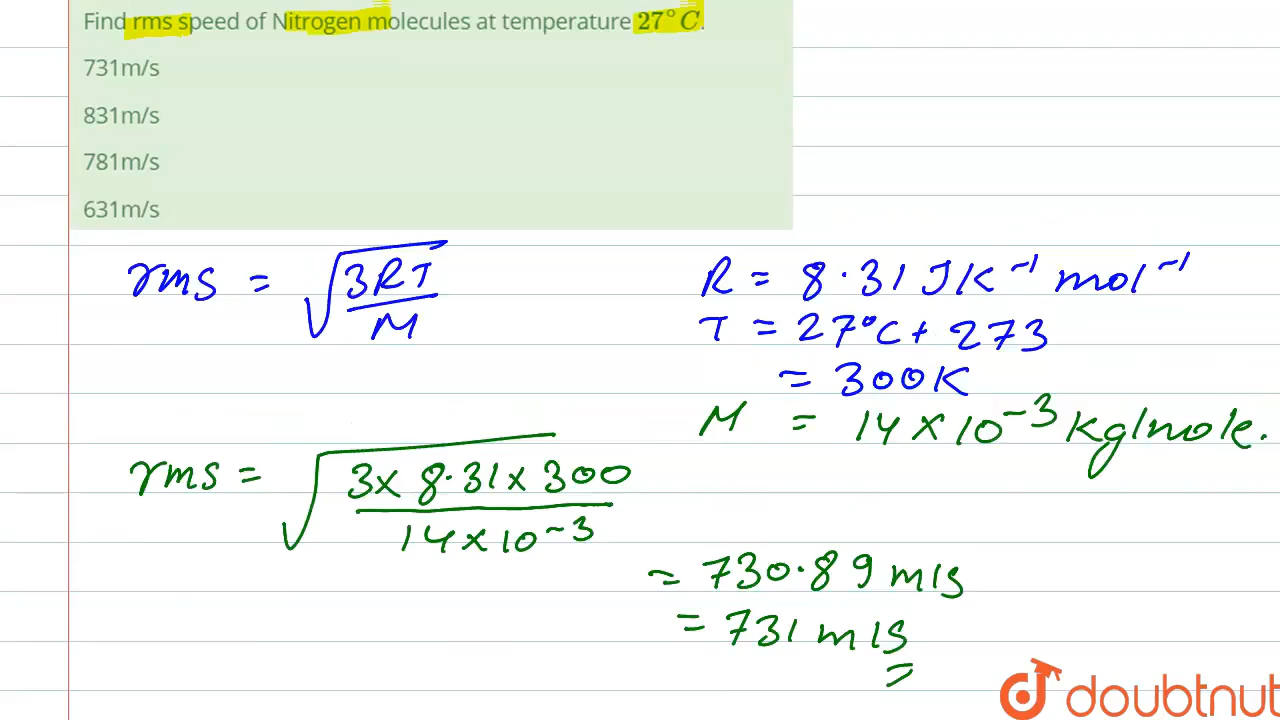 Find rms speed of Nitrogen molecules at temperature 27°C.
731m/s
831m/s
781m/s
631m/s
rms = √(3RT/M)
R = 8.31 JK⁻¹ mol⁻¹
T = 27°C + 273
= 300K
M = 14×10⁻³ Kg/mole.
rms = √(3× 8.31× 300/14×10⁻³)
= 730.89 m/s
= 731 m/s
doubtnut